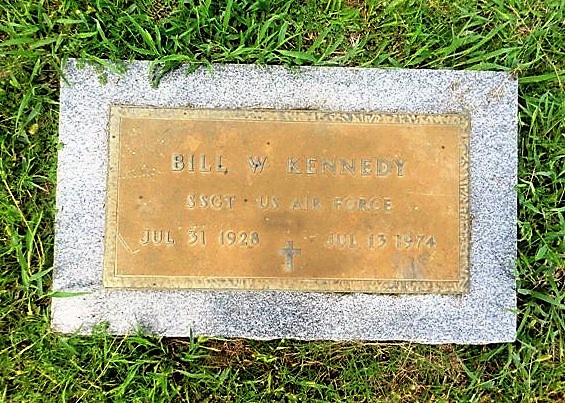 BILL W KENNEDY
SSGT US AIR FORCE
JUL 31 1928 JUL 13 1974